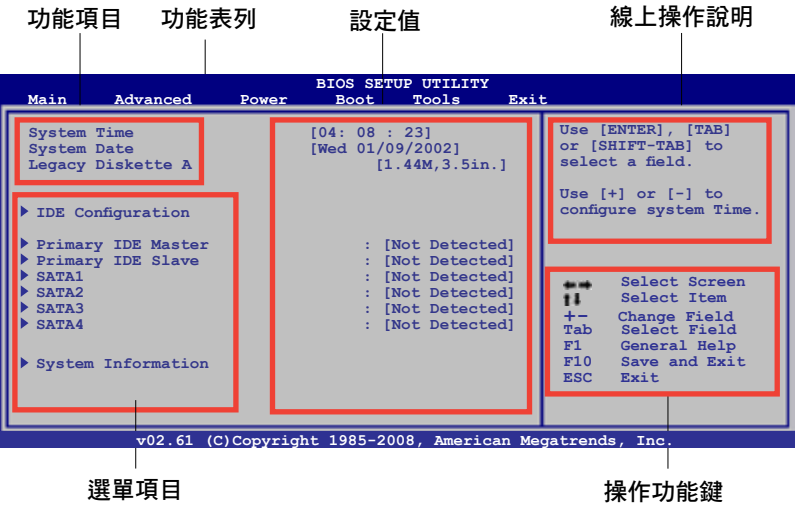 功能項目 功能表列 設定值 線上操作說明
BIOS SETUP UTILITY
Main Advanced Power Boot Tools Exit
System Time [04: 08 : 23]
System Date [Wed 01/09/2002]
Legacy Diskette A [1.44M,3.5in.]
IDE Configuration
Primary IDE Master : [Not Detected]
Primary IDE Slave : [Not Detected]
SATA1 : [Not Detected]
SATA2 : [Not Detected]
SATA3 : [Not Detected]
SATA4 : [Not Detected]
System Information
Use [ENTER], [TAB]
or [SHIFT-TAB] to
select a field.
Use [+] or [-] to
configure system Time.
Select Screen
Select Item
+- Change Field
Tab Select Field
F1 General Help
F10 Save and Exit
ESC Exit
v02.61 (C)Copyright 1985-2008, American Megatrends, Inc.
選單項目 操作功能鍵